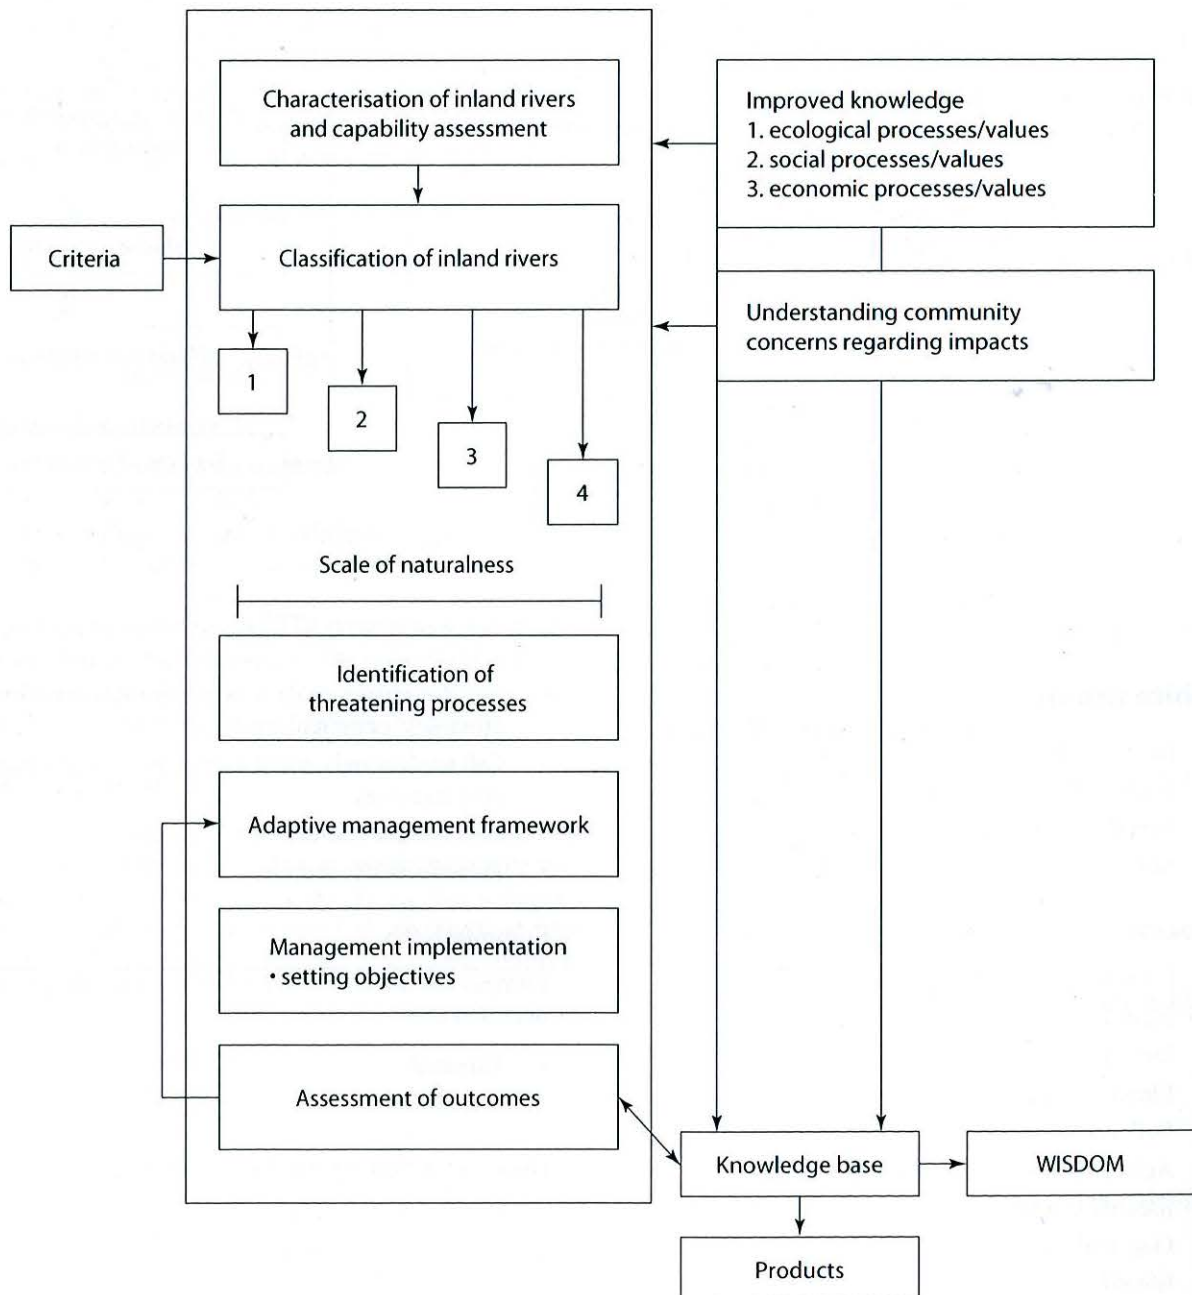 Characterisation of inland rivers
and capability assessment
Improved knowledge
1. ecological processes/values
2. social processes/values
3. economic processes/values
Criteria
Classification of inland rivers
Understanding community
concerns regarding impacts
1
2
3
4
Scale of naturalness
Identification of
threatening processes
Adaptive management framework
Management implementation
• setting objectives
Assessment of outcomes
Knowledge base
WISDOM
Products